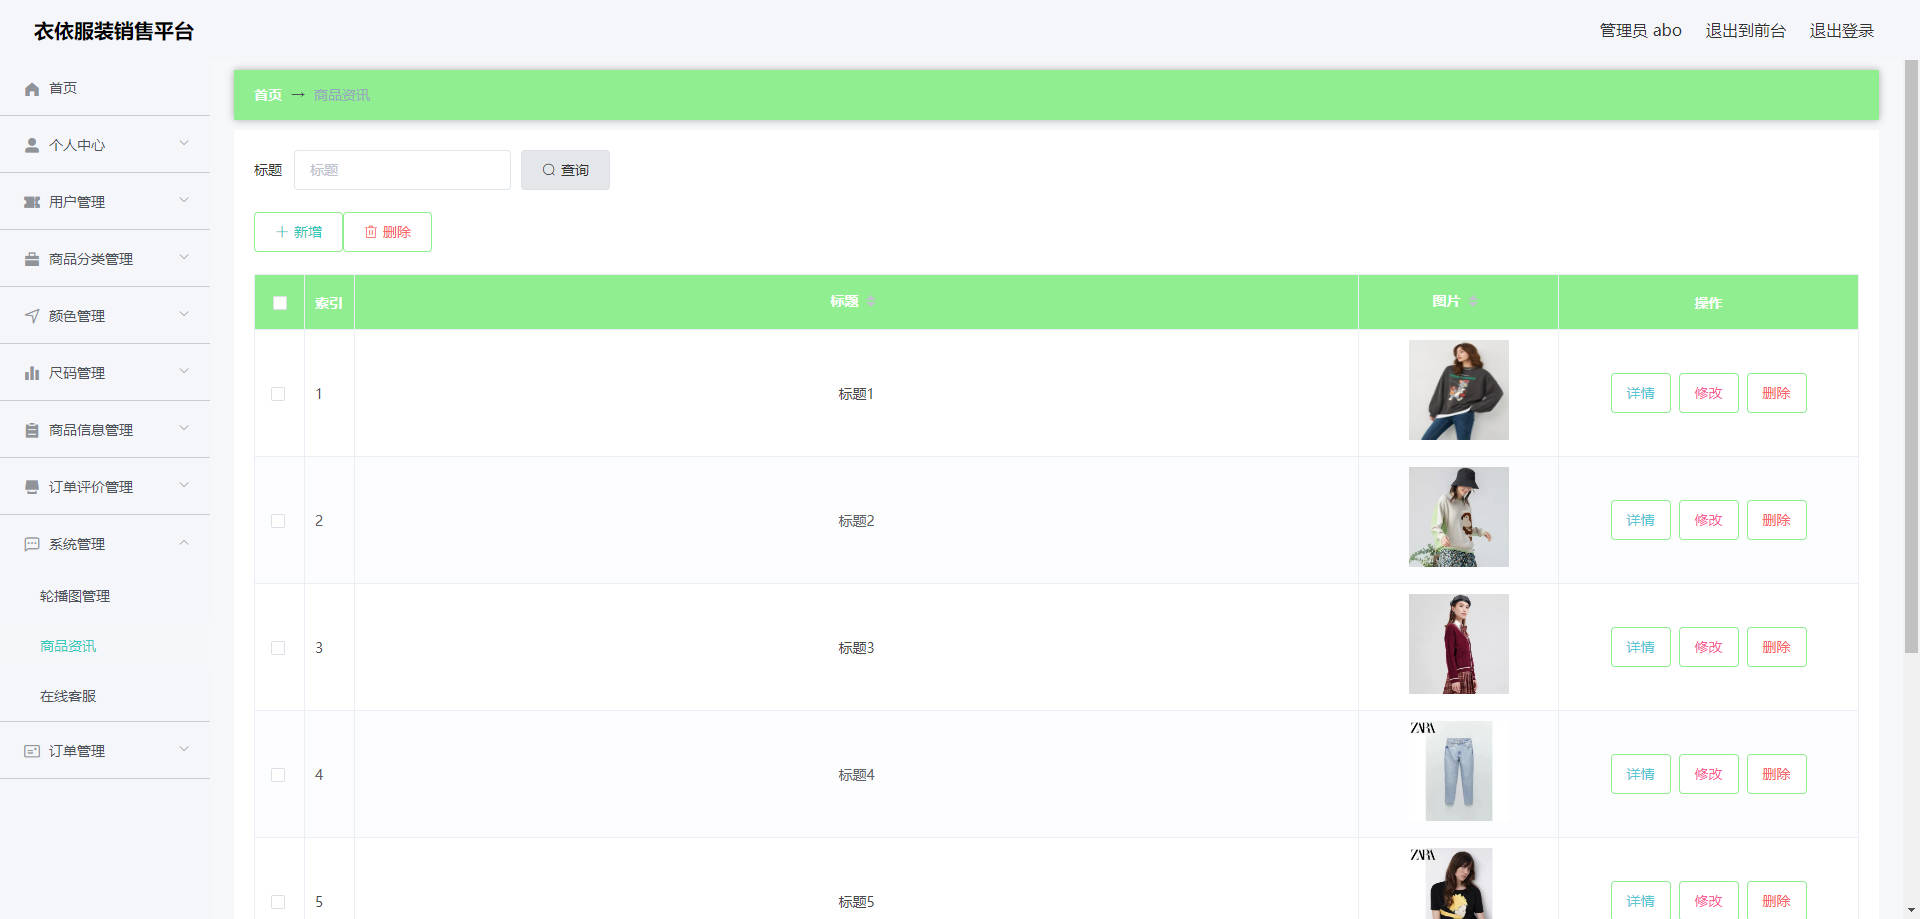 衣依服装销售平台
管理员 abo 退出到前台 退出登录
首页
个人中心
用户管理
商品分类管理
颜色管理
尺码管理
商品信息管理
订单评价管理
系统管理
轮播图管理
商品资讯
在线客服
订单管理
首页 → 商品资讯
标题 标题 查询
新增 删除
索引 标题 图片 操作
1 标题1 详情 修改 删除
2 标题2 详情 修改 删除
3 标题3 详情 修改 删除
ZARA
4 标题4 详情 修改 删除
ZARA
5 标题5 详情 修改 删除